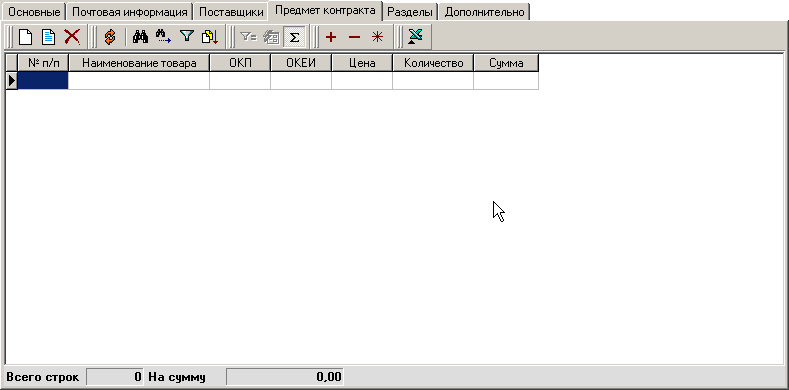 Основные Почтовая информация Поставщики Предмет контракта Разделы Дополнительно
№ п/п Наименование товара ОКП ОКЕИ Цена Количество Сумма
Всего строк 0 На сумму 0,00